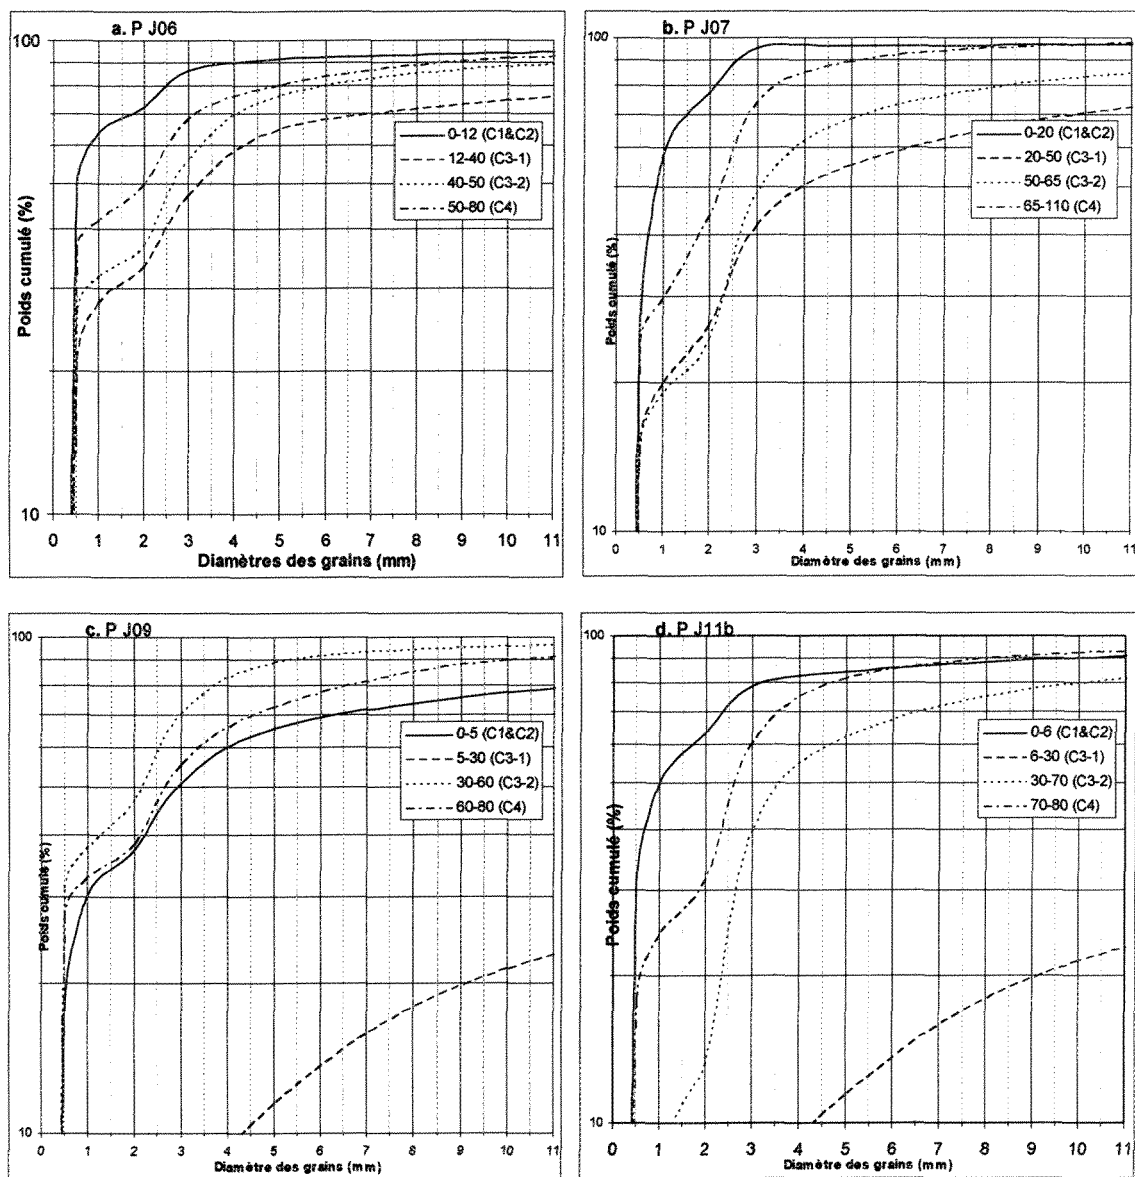 a. P J06
100
10
Poids cumulé (%)
0-12 (C1&C2)
12-40 (C3-1)
40-50 (C3-2)
50-80 (C4)
0 1 2 3 4 5 6 7 8 9 10 11
Diamètres des grains (mm)
b. P J07
100
10
Poids cumulé (%)
0-20 (C1&C2)
20-50 (C3-1)
50-65 (C3-2)
65-110 (C4)
0 1 2 3 4 5 6 7 8 9 10 11
Diamètre des grains (mm)
c. P J09
100
10
Poids cumulé (%)
0-5 (C1&C2)
5-30 (C3-1)
30-60 (C3-2)
60-80 (C4)
0 1 2 3 4 5 6 7 8 9 10 11
Diamètre des grains (mm)
d. P J11b
100
10
Poids cumulé (%)
0-6 (C1&C2)
6-30 (C3-1)
30-70 (C3-2)
70-80 (C4)
0 1 2 3 4 5 6 7 8 9 10 11
Diamètre des grains (mm)